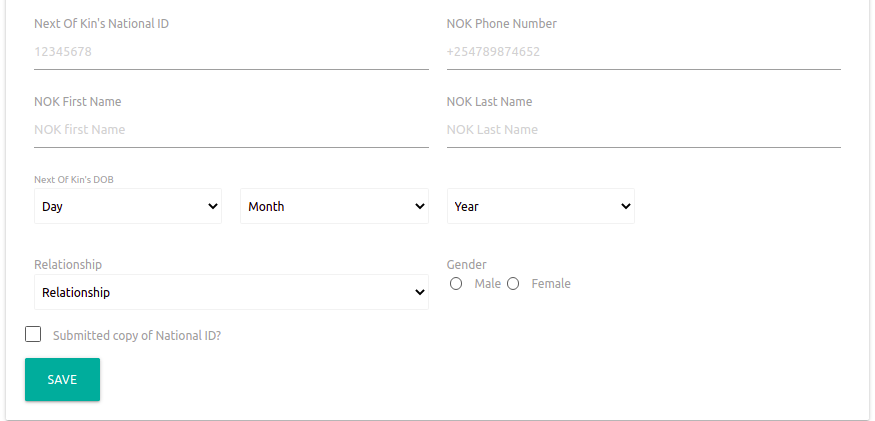 Next Of Kin's National ID
NOK Phone Number
12345678
+254789874652
NOK First Name
NOK Last Name
NOK first Name
NOK Last Name
Next Of Kin's DOB
Day
Month
Year
Relationship
Gender
Relationship
Male
Female
Submitted copy of National ID?
SAVE